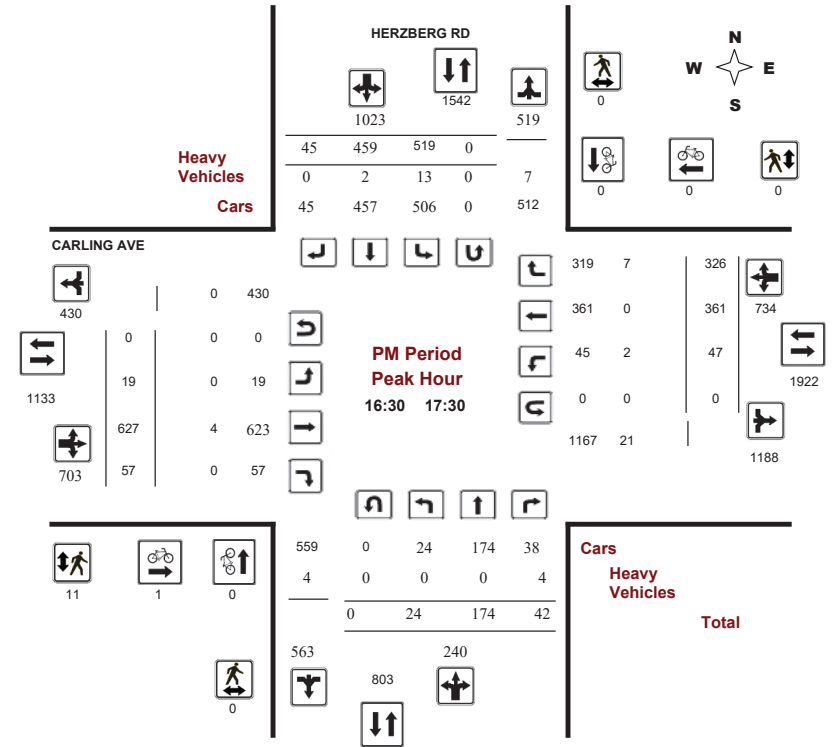 HERZBERG RD
N
W E
S
1542
0
1023 519
45 459 519 0
Heavy
Vehicles
0 2 13 0 7
Cars
45 457 506 0 512
0 0 0
CARLING AVE
430
0 430
0 0 0
1133
19 0 19
627 4 623
703
57 0 57
PM Period
Peak Hour
16:30 17:30
319 7 326
361 0 361
734
45 2 47
1922
0 0 0
1167 21
1188
559 0 24 174 38
4 0 0 0 4
0 24 174 42
Cars
Heavy
Vehicles
Total
11 1 0
563 240
803
0